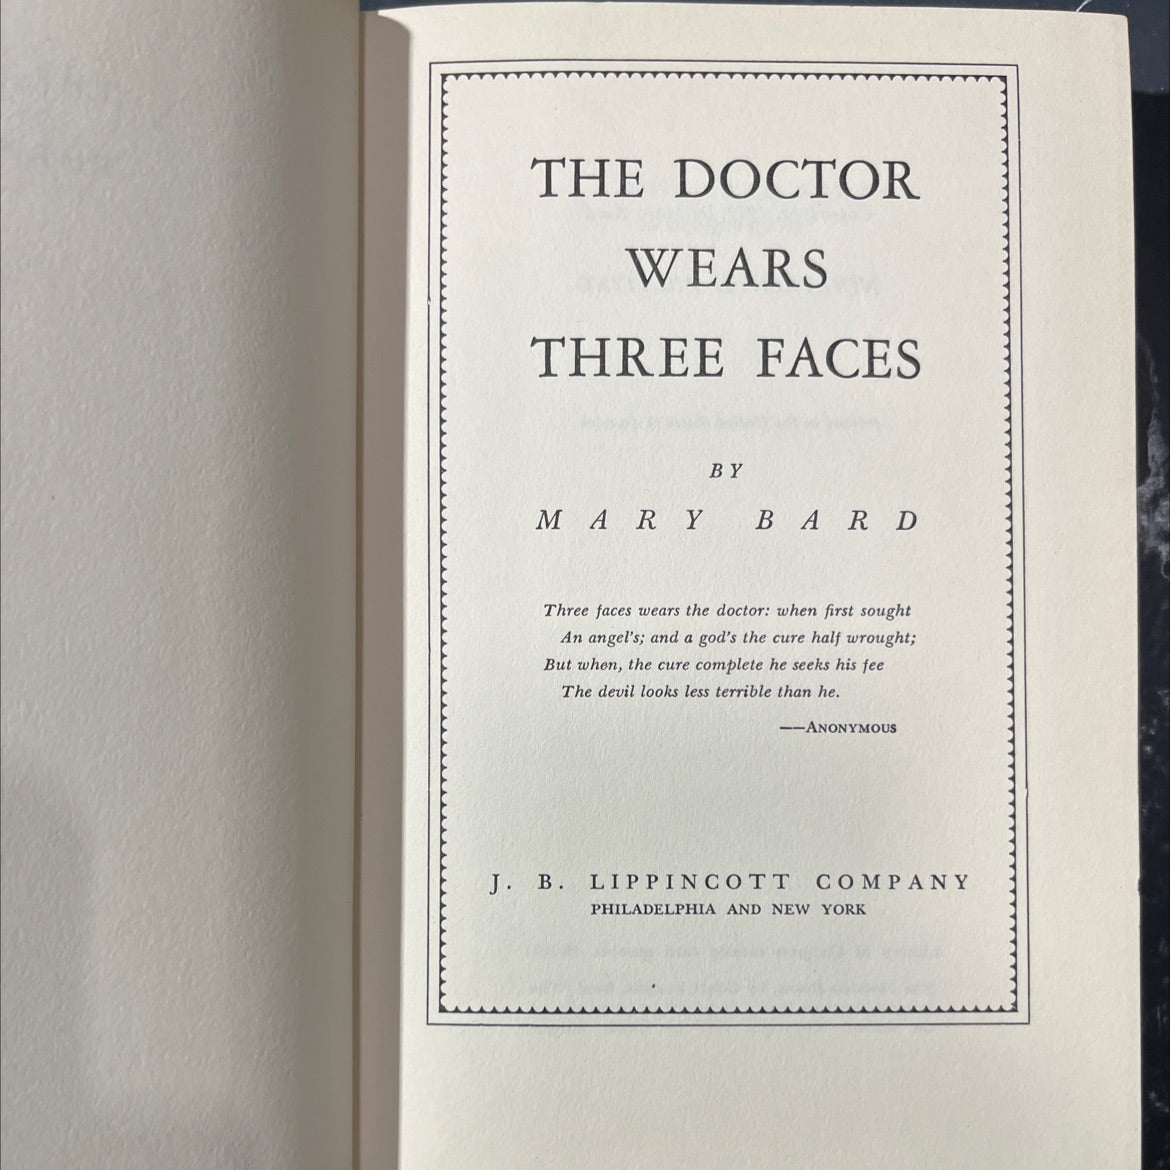 THE DOCTOR
WEARS
THREE FACES
BY
MARY BARD
Three faces wears the doctor: when first sought
An angel's; and a god's the cure half wrought;
But when, the cure complete he seeks his fee
The devil looks less terrible than he.
——ANONYMOUS
J. B. LIPPINCOTT COMPANY
PHILADELPHIA AND NEW YORK